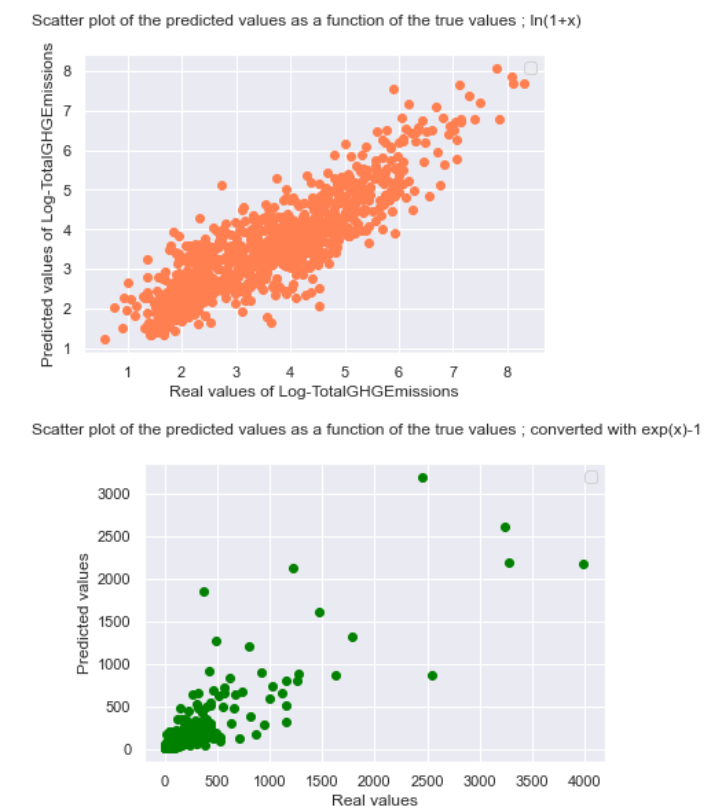 Scatter plot of the predicted values as a function of the true values ; ln(1+x)
Predicted values of Log-TotalGHGEmissions
8
7
6
5
4
3
2
1
1 2 3 4 5 6 7 8
Real values of Log-TotalGHGEmissions
Scatter plot of the predicted values as a function of the true values ; converted with exp(x)-1
Predicted values
3000
2500
2000
1500
1000
500
0
0 500 1000 1500 2000 2500 3000 3500 4000
Real values